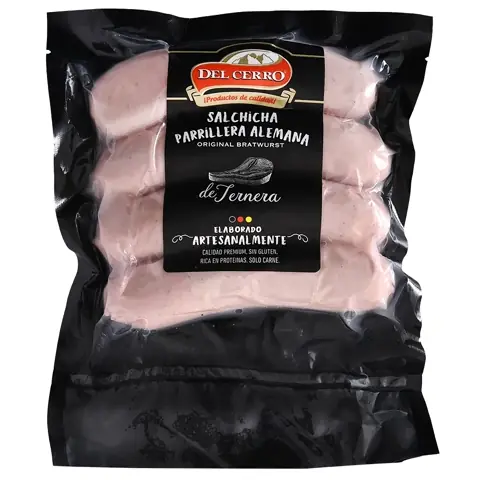 DEL CERRO
¡Productos de calidad!
SALCHICHA
PARRILLERA ALEMANA
ORIGINAL BRATWURST
de Ternera
ELABORADO
ARTESANALMENTE
CALIDAD PREMIUM, SIN GLUTEN,
RICA EN PROTEINAS. SOLO CARNE.